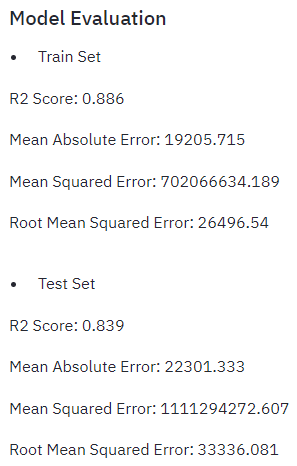 Model Evaluation
• Train Set
R2 Score: 0.886
Mean Absolute Error: 19205.715
Mean Squared Error: 702066634.189
Root Mean Squared Error: 26496.54
• Test Set
R2 Score: 0.839
Mean Absolute Error: 22301.333
Mean Squared Error: 1111294272.607
Root Mean Squared Error: 33336.081